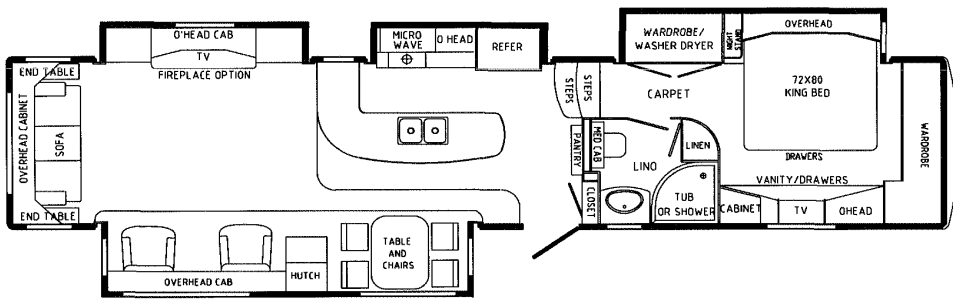 O'HEAD CAB
TV
FIREPLACE OPTION
MICRO
WAVE
O HEAD
REFER
WARDROBE/
WASHER DRYER
NIGHT
STAND
OVERHEAD
72X80
KING BED
END TABLE
OVERHEAD CABINET
SOFA
END TABLE
STEPS
STEPS
CARPET
PANTRY
MED CAB
LINO
LINEN
DRAWERS
VANITY/DRAWERS
WARDROBE
CLOSET
TUB
OR SHOWER
CABINET
TV
OHEAD
OVERHEAD CAB
HUTCH
TABLE
AND
CHAIRS